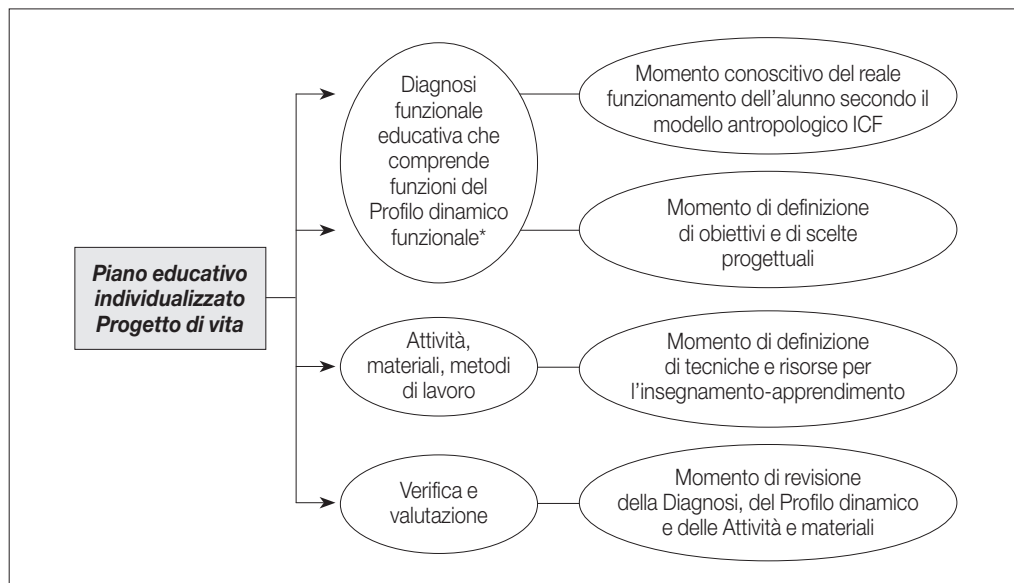 Diagnosi
funzionale
educativa che
comprende
funzioni del
Profilo dinamico
funzionale*
Momento conoscitivo del reale
funzionamento dell’alunno secondo il
modello antropologico ICF
Momento di definizione
di obiettivi e di scelte
progettuali
Piano educativo
individualizzato
Progetto di vita
Attività,
materiali, metodi
di lavoro
Momento di definizione
di tecniche e risorse per
l’insegnamento-apprendimento
Verifica e
valutazione
Momento di revisione
della Diagnosi, del Profilo dinamico
e delle Attività e materiali